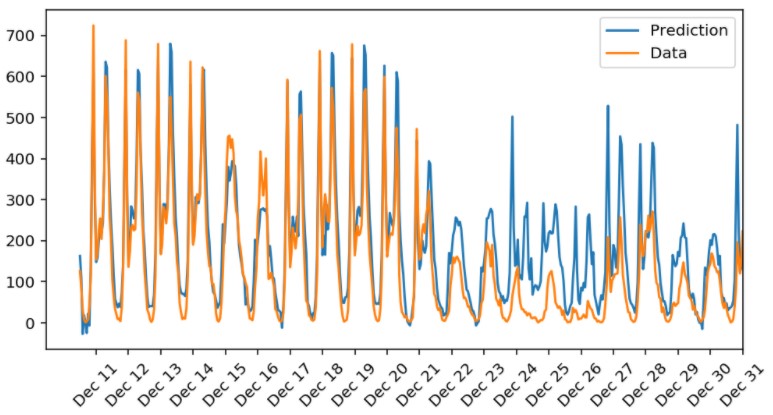 700
600
500
400
300
200
100
0
Prediction
Data
Dec 11
Dec 12
Dec 13
Dec 14
Dec 15
Dec 16
Dec 17
Dec 18
Dec 19
Dec 20
Dec 21
Dec 22
Dec 23
Dec 24
Dec 25
Dec 26
Dec 27
Dec 28
Dec 29
Dec 30
Dec 31